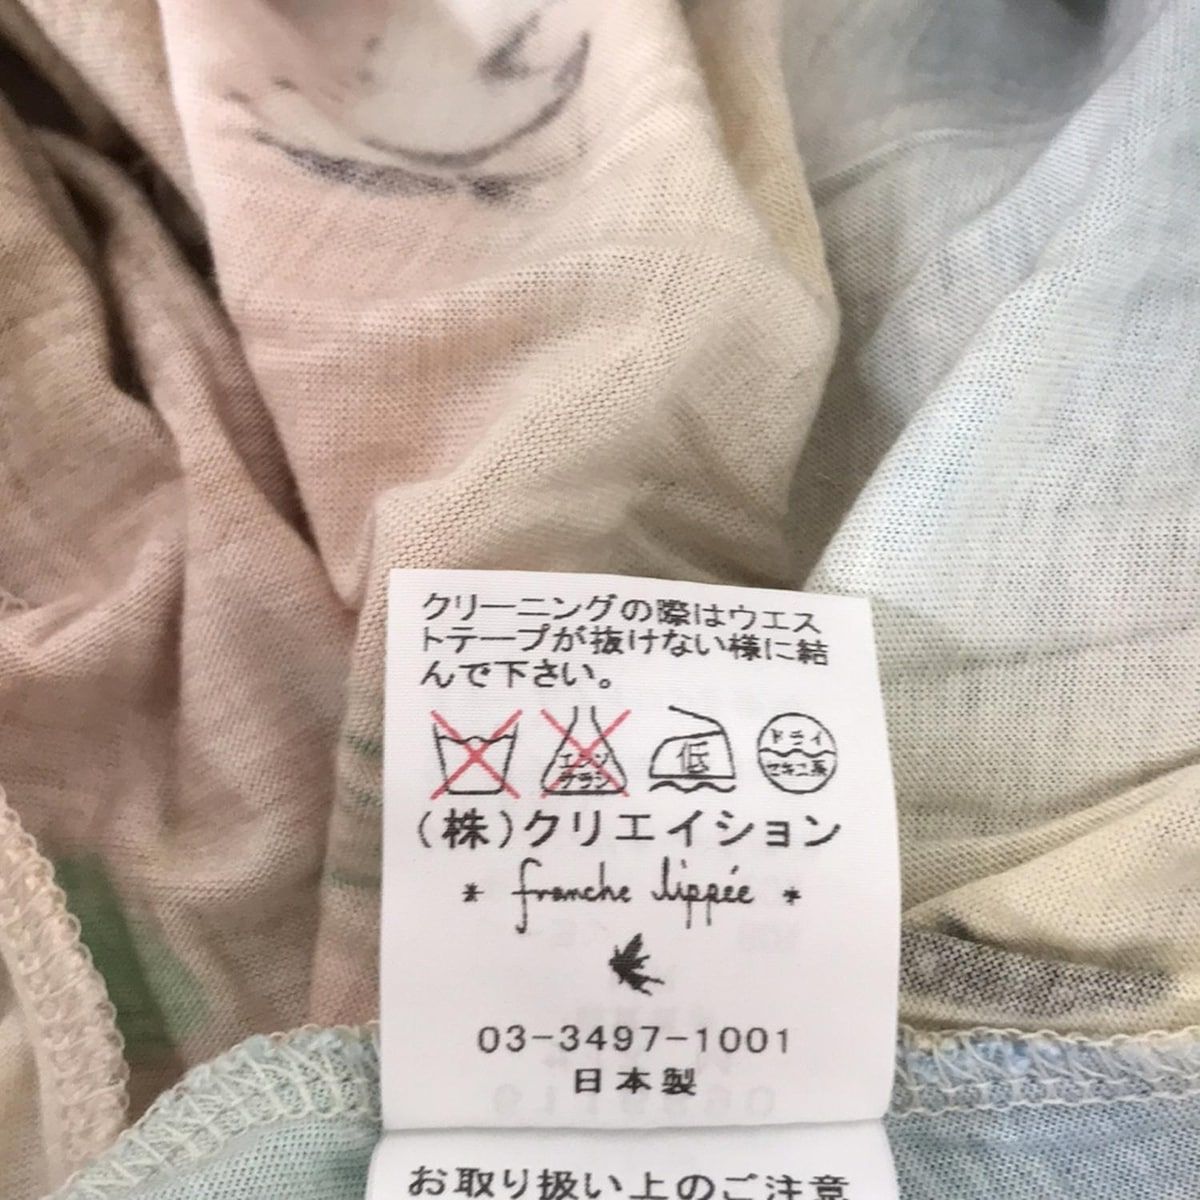 クリーニングの際はウエス
トテープが抜けない様に結
んで下さい。
エンソ
サラシ
低
ドライ
セキユ系
(株)クリエイション
* franche lippée *
03-3497-1001
日本製
お取り扱い上のご注意